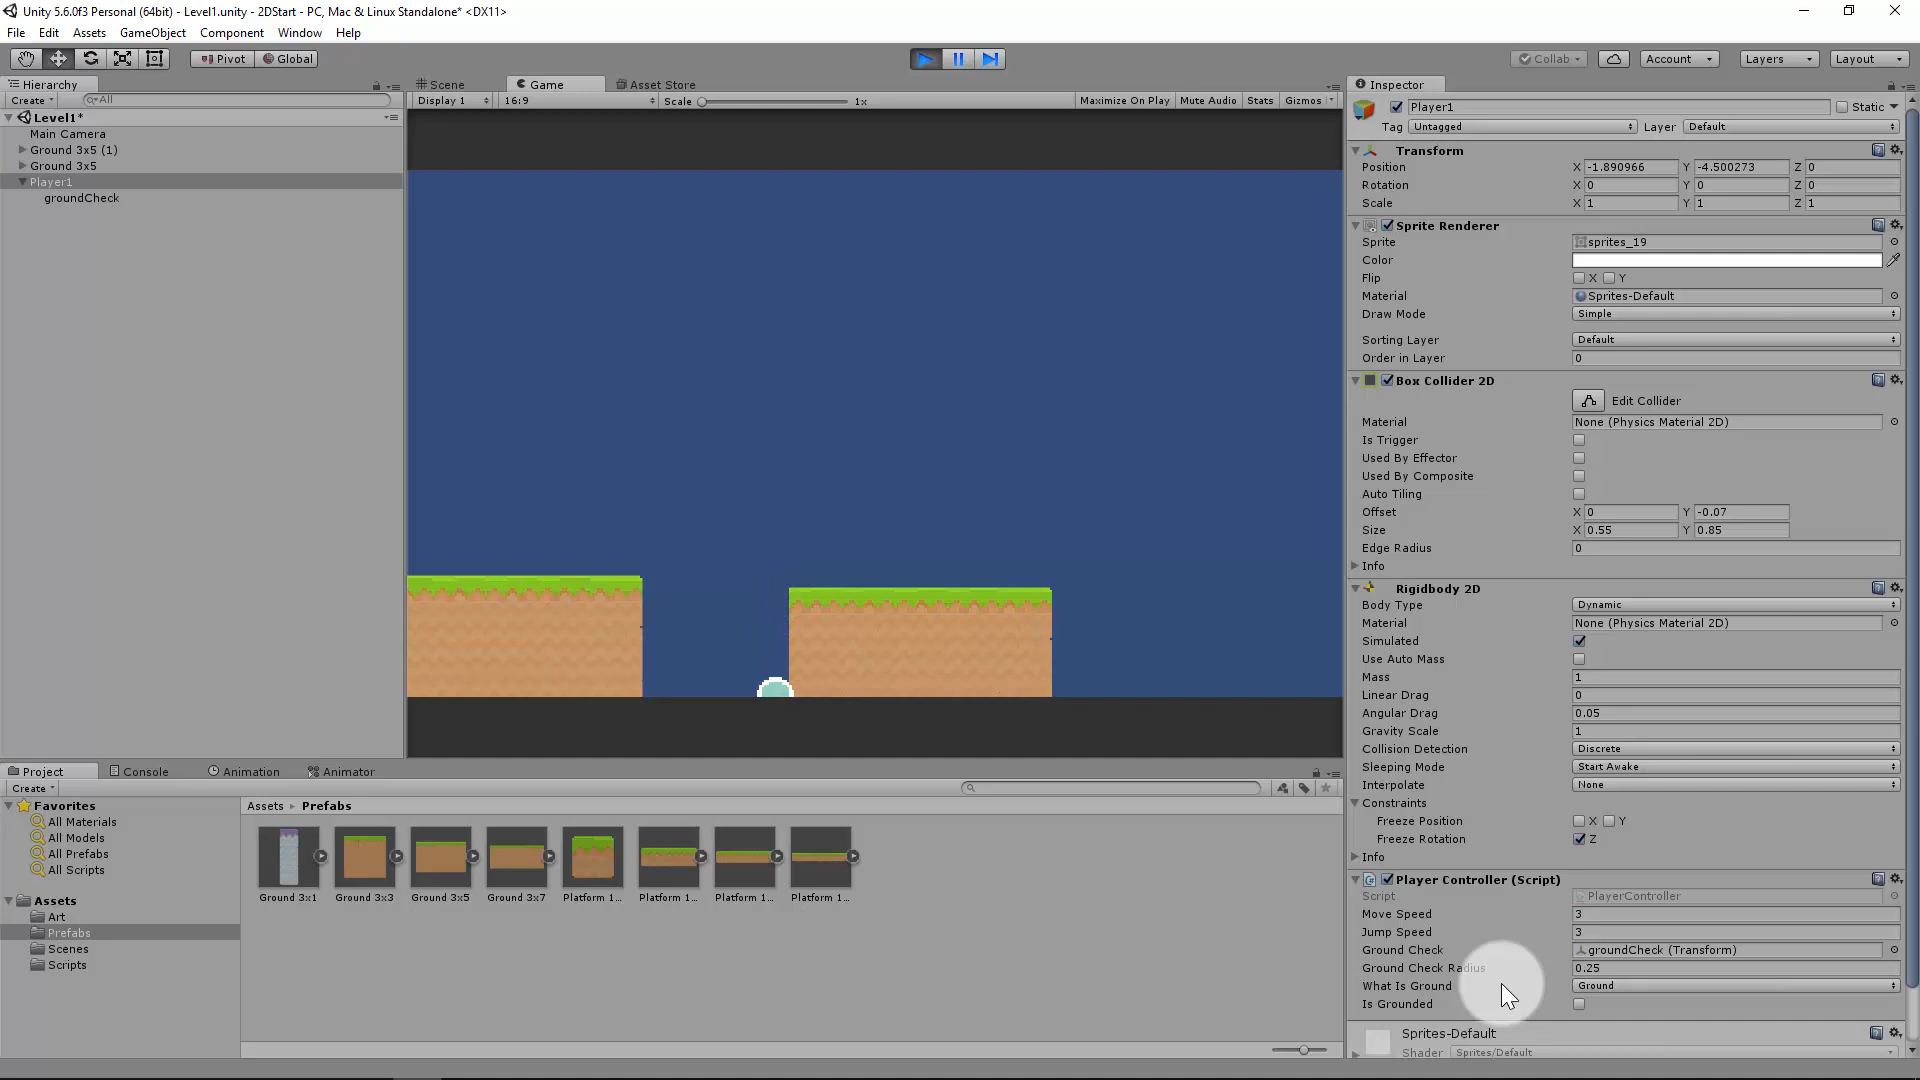 Unity 5.6.0f3 Personal (64bit) - Level1.unity - 2DStart - PC, Mac & Linux Standalone* <DX11>
File Edit Assets GameObject Component Window Help
Pivot Global Collab Account Layers Layout
Hierarchy
Create All
Level1*
Main Camera
Ground 3x5 (1)
Ground 3x5
Player1
groundCheck
Scene Game Asset Store
Display 1 16:9 Scale 1x Maximize On Play Mute Audio Stats Gizmos
Inspector
Player1 Static
Tag Untagged Layer Default
Transform
Position X -1.890966 Y -4.500273 Z 0
Rotation X 0 Y 0 Z 0
Scale X 1 Y 1 Z 1
Sprite Renderer
Sprite sprites_19
Color
Flip X Y
Material Sprites-Default
Draw Mode Simple
Sorting Layer Default
Order in Layer 0
Box Collider 2D
Edit Collider
Material None (Physics Material 2D)
Is Trigger
Used By Effector
Used By Composite
Auto Tiling
Offset X 0 Y -0.07
Size X 0.55 Y 0.85
Edge Radius 0
Info
Rigidbody 2D
Body Type Dynamic
Material None (Physics Material 2D)
Simulated
Use Auto Mass
Mass 1
Linear Drag 0
Angular Drag 0.05
Gravity Scale 1
Collision Detection Discrete
Sleeping Mode Start Awake
Interpolate None
Constraints
Freeze Position X Y
Freeze Rotation Z
Info
Player Controller (Script)
Script PlayerController
Move Speed 3
Jump Speed 3
Ground Check groundCheck (Transform)
Ground Check Radius 0.25
What Is Ground Ground
Is Grounded
Sprites-Default
Shader Sprites/Default
Project Console Animation Animator
Create
Favorites
All Materials
All Models
All Prefabs
All Scripts
Assets
Art
Prefabs
Scenes
Scripts
Assets Prefabs
Ground 3x1 Ground 3x3 Ground 3x5 Ground 3x7 Platform 1... Platform 1... Platform 1... Platform 1...